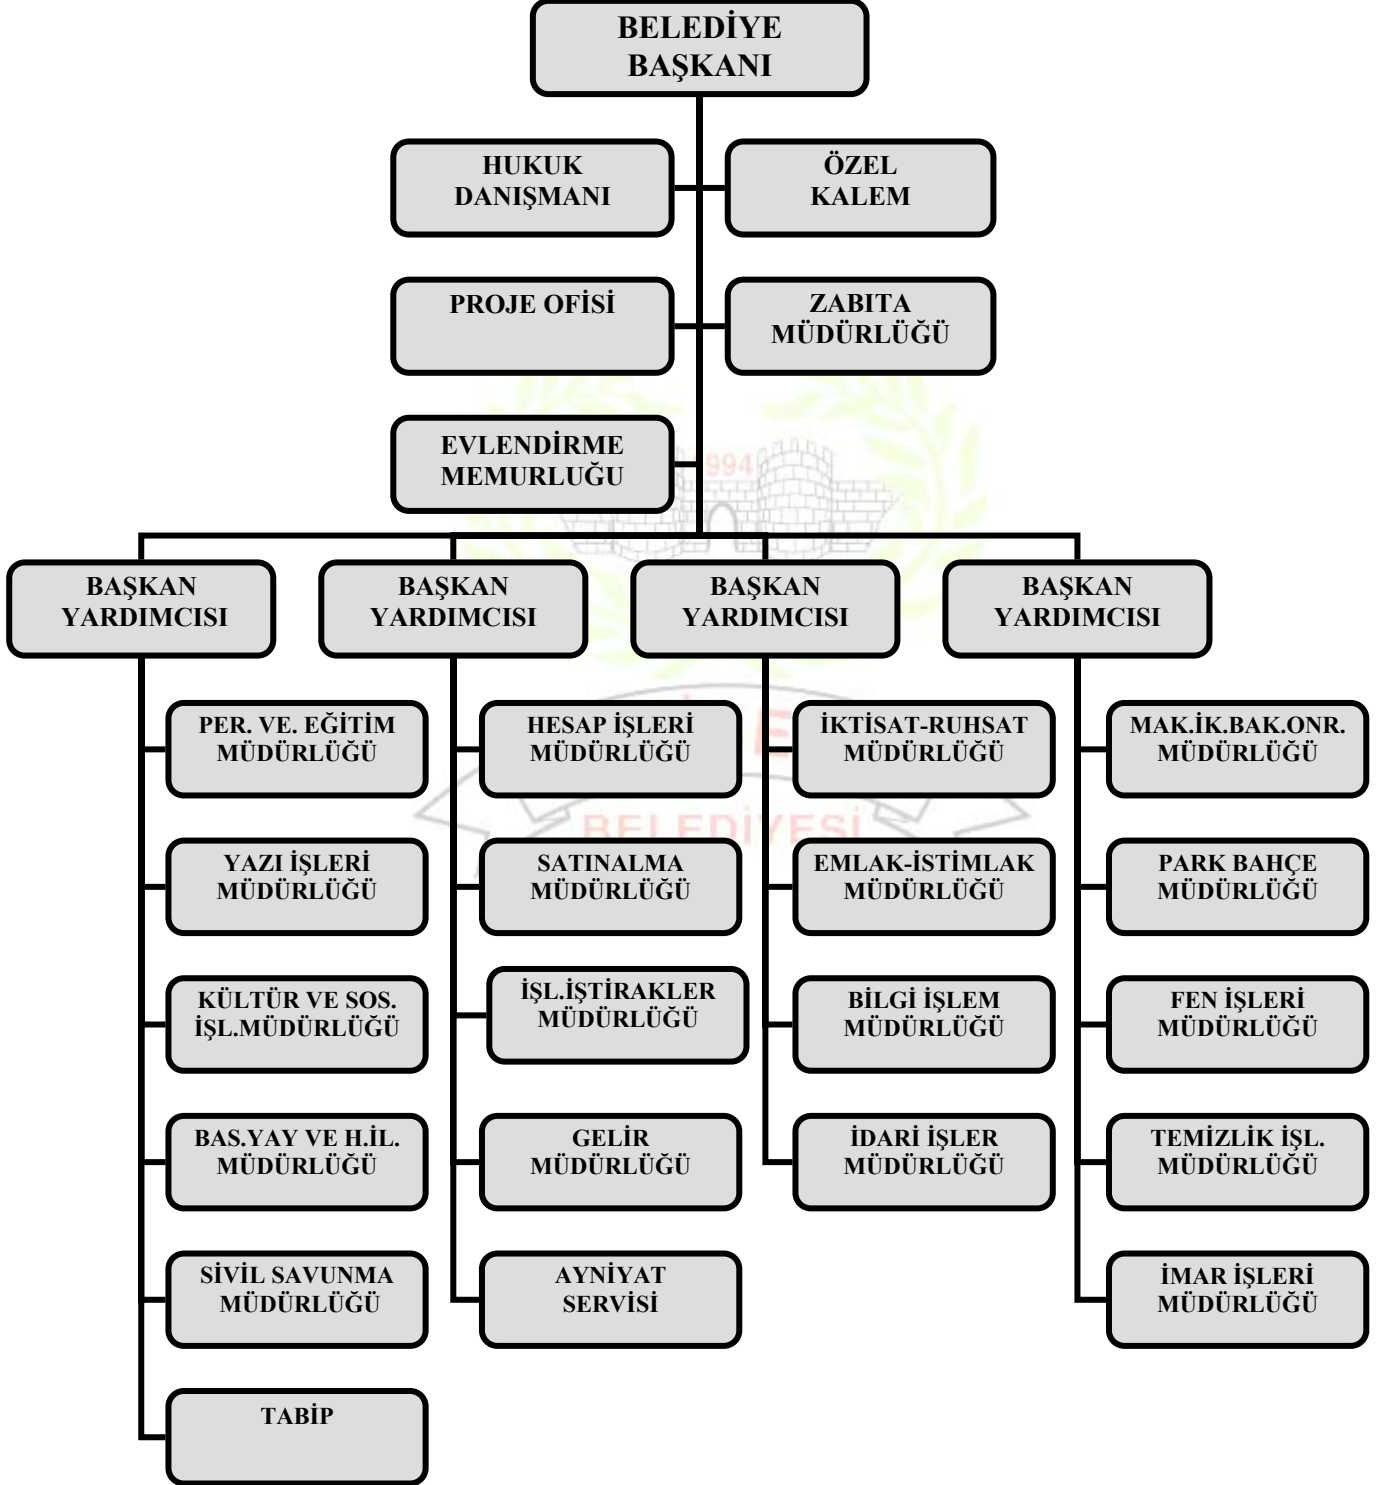 BELEDİYE
BAŞKANI
HUKUK
DANIŞMANI
ÖZEL
KALEM
PROJE OFİSİ
ZABITA
MÜDÜRLÜĞÜ
EVLENDİRME
MEMURLUĞU
1994
BAŞKAN
YARDIMCISI
BAŞKAN
YARDIMCISI
BAŞKAN
YARDIMCISI
BAŞKAN
YARDIMCISI
PER. VE. EĞİTİM
MÜDÜRLÜĞÜ
HESAP İŞLERİ
MÜDÜRLÜĞÜ
İKTİSAT-RUHSAT
MÜDÜRLÜĞÜ
MAK.İK.BAK.ONR.
MÜDÜRLÜĞÜ
BELEDİYESİ
YAZI İŞLERİ
MÜDÜRLÜĞÜ
SATINALMA
MÜDÜRLÜĞÜ
EMLAK-İSTİMLAK
MÜDÜRLÜĞÜ
PARK BAHÇE
MÜDÜRLÜĞÜ
KÜLTÜR VE SOS.
İŞL.MÜDÜRLÜĞÜ
İŞL.İŞTİRAKLER
MÜDÜRLÜĞÜ
BİLGİ İŞLEM
MÜDÜRLÜĞÜ
FEN İŞLERİ
MÜDÜRLÜĞÜ
BAS.YAY VE H.İL.
MÜDÜRLÜĞÜ
GELİR
MÜDÜRLÜĞÜ
İDARİ İŞLER
MÜDÜRLÜĞÜ
TEMİZLİK İŞL.
MÜDÜRLÜĞÜ
SİVİL SAVUNMA
MÜDÜRLÜĞÜ
AYNİYAT
SERVİSİ
İMAR İŞLERİ
MÜDÜRLÜĞÜ
TABİP